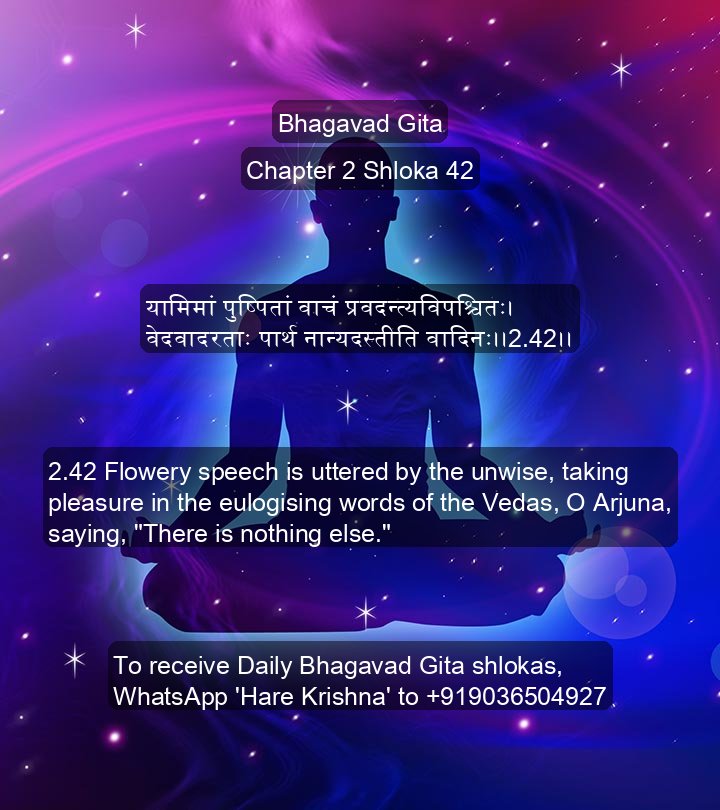 Bhagavad Gita
Chapter 2 Shloka 42
यामिमां पुष्पितां वाचं प्रवदन्त्यविपश्चितः।
वेदवादरताः पार्थ नान्यदस्तीति वादिनः।।2.42।।
2.42 Flowery speech is uttered by the unwise, taking
pleasure in the eulogising words of the Vedas, O Arjuna,
saying, "There is nothing else."
To receive Daily Bhagavad Gita shlokas,
WhatsApp 'Hare Krishna' to +919036504927